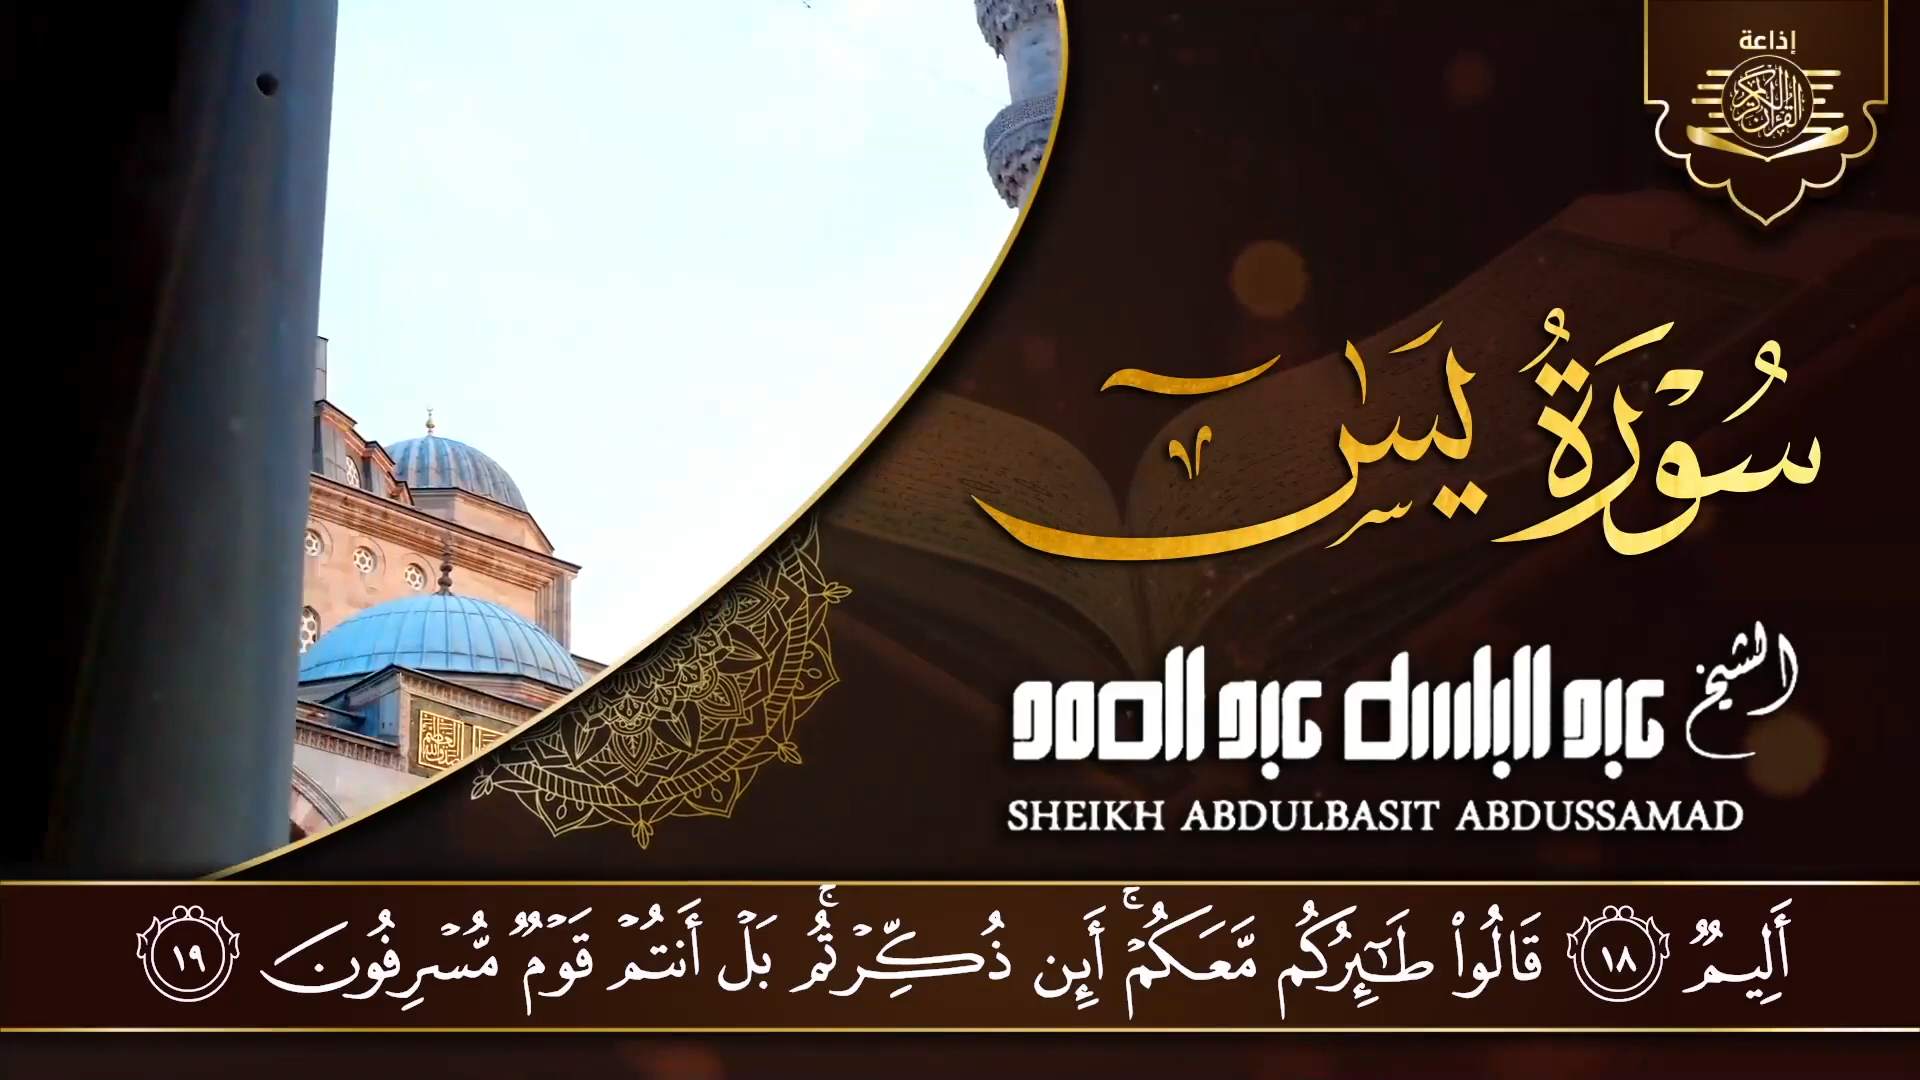 إذاعة
القرآن الكريم
سُورَةُ يسٓ
الشيخ عبد الباسط عبد الصمد
SHEIKH ABDULBASIT ABDUSSAMAD
أَلِيمٌ ١٨ قَالُوا۟ طَـٰٓئِرُكُم مَّعَكُمْ ۚ أَئِن ذُكِّرْتُم ۚ بَلْ أَنتُمْ قَوْمٌ مُّسْرِفُونَ ١٩